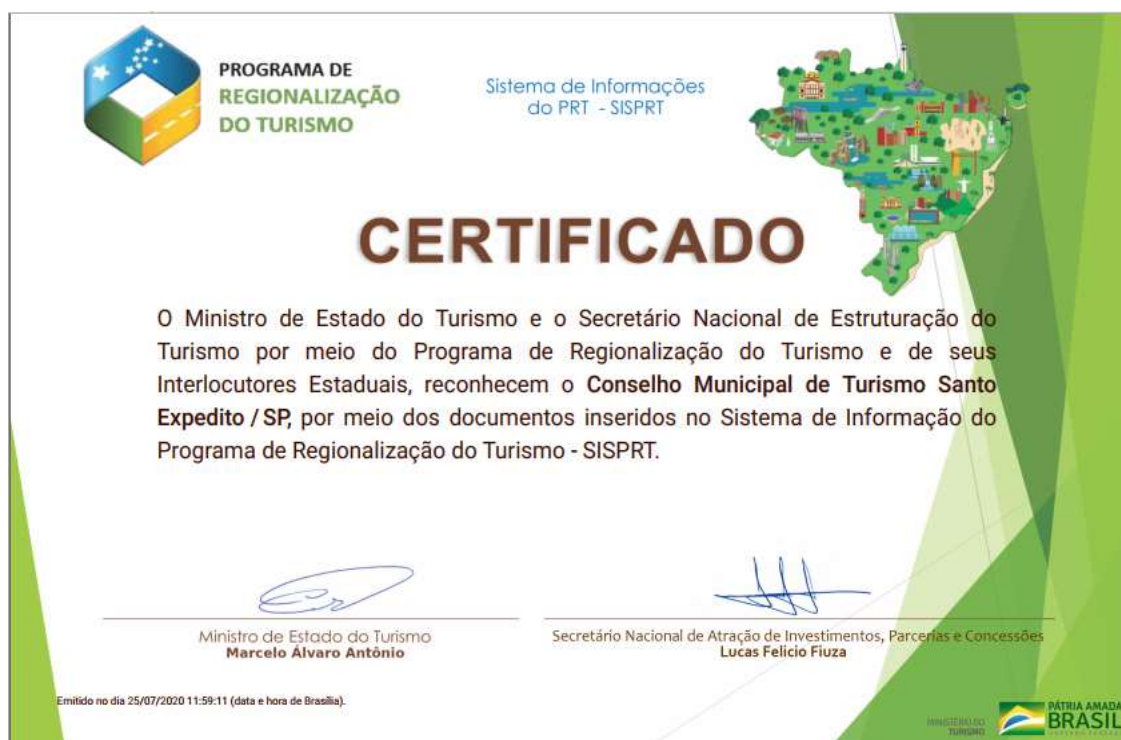 PROGRAMA DE
REGIONALIZAÇÃO
DO TURISMO
Sistema de Informações
do PRT - SISPRT
CERTIFICADO
O Ministro de Estado do Turismo e o Secretário Nacional de Estruturação do
Turismo por meio do Programa de Regionalização do Turismo e de seus
Interlocutores Estaduais, reconhecem o Conselho Municipal de Turismo Santo
Expedito / SP, por meio dos documentos inseridos no Sistema de Informação do
Programa de Regionalização do Turismo - SISPRT.
Ministro de Estado do Turismo
Marcelo Álvaro Antônio
Secretário Nacional de Atração de Investimentos, Parcerias e Concessões
Lucas Felício Fiuza
Emitido no dia 25/07/2020 11:59:11 (data e hora de Brasília).
MINISTÉRIO DO
TURISMO
PÁTRIA AMADA
BRASIL